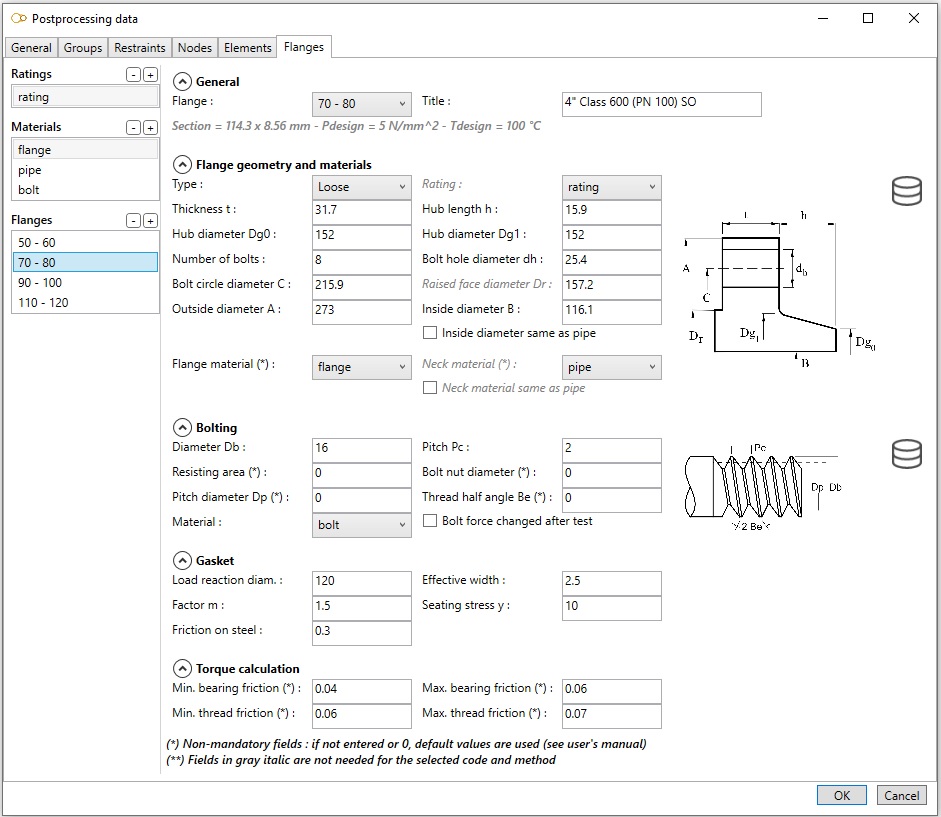 Postprocessing data
General Groups Restraints Nodes Elements Flanges
Ratings - +
rating
Materials - +
flange
pipe
bolt
Flanges - +
50 - 60
70 - 80
90 - 100
110 - 120
General
Flange : 70 - 80 Title : 4" Class 600 (PN 100) SO
Section = 114.3 x 8.56 mm - Pdesign = 5 N/mm^2 - Tdesign = 100 °C
Flange geometry and materials
Type : Loose Rating : rating
Thickness t : 31.7 Hub length h : 15.9
Hub diameter Dg0 : 152 Hub diameter Dg1 : 152
Number of bolts : 8 Bolt hole diameter dh : 25.4
Bolt circle diameter C : 215.9 Raised face diameter Dr : 157.2
Outside diameter A : 273 Inside diameter B : 116.1
Inside diameter same as pipe
Flange material (*) : flange Neck material (*) : pipe
Neck material same as pipe
t h
A db
C
Dr Dg1 Dg0
B
Bolting
Diameter Db : 16 Pitch Pc : 2
Resisting area (*) : 0 Bolt nut diameter (*) : 0
Pitch diameter Dp (*) : 0 Thread half angle Be (*) : 0
Material : bolt Bolt force changed after test
Pc
Dp Db
2 Be
Gasket
Load reaction diam. : 120 Effective width : 2.5
Factor m : 1.5 Seating stress y : 10
Friction on steel : 0.3
Torque calculation
Min. bearing friction (*) : 0.04 Max. bearing friction (*) : 0.06
Min. thread friction (*) : 0.06 Max. thread friction (*) : 0.07
(*) Non-mandatory fields : if not entered or 0, default values are used (see user's manual)
(**) Fields in gray italic are not needed for the selected code and method
OK Cancel